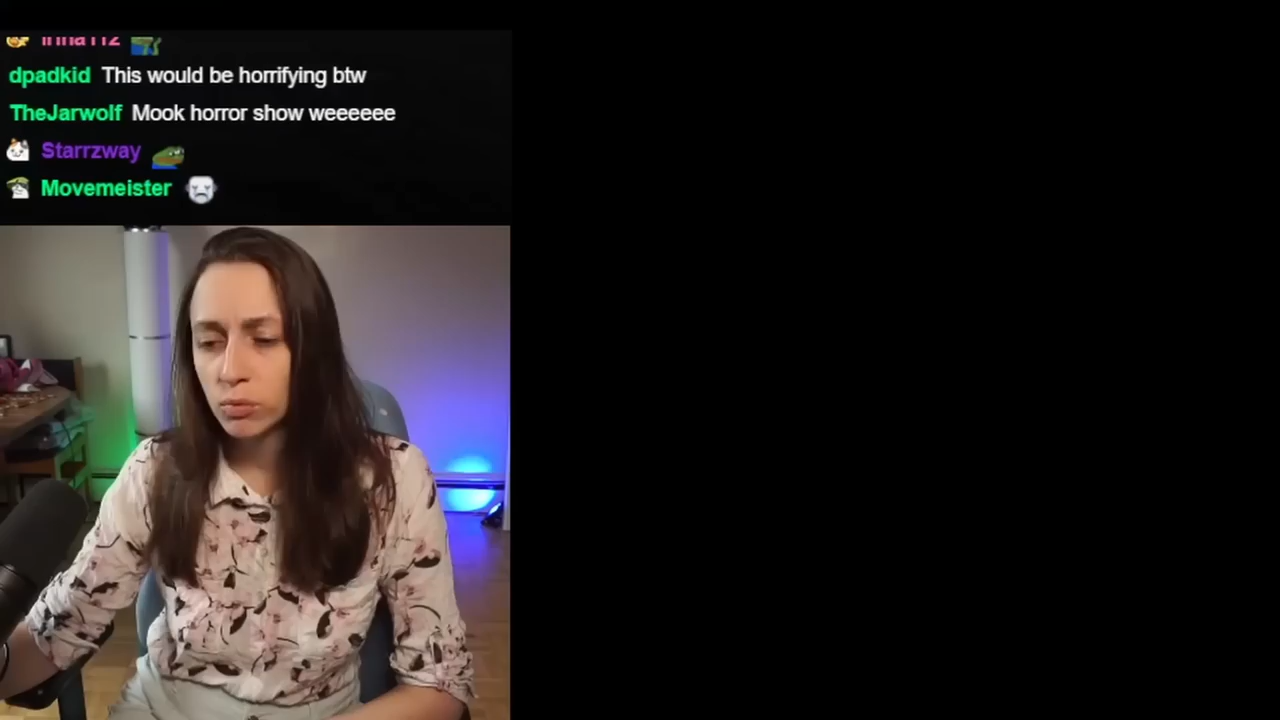 dpadkid This would be horrifying btw
TheJarwolf Mook horror show weeeeee
Starrzway
Movemeister